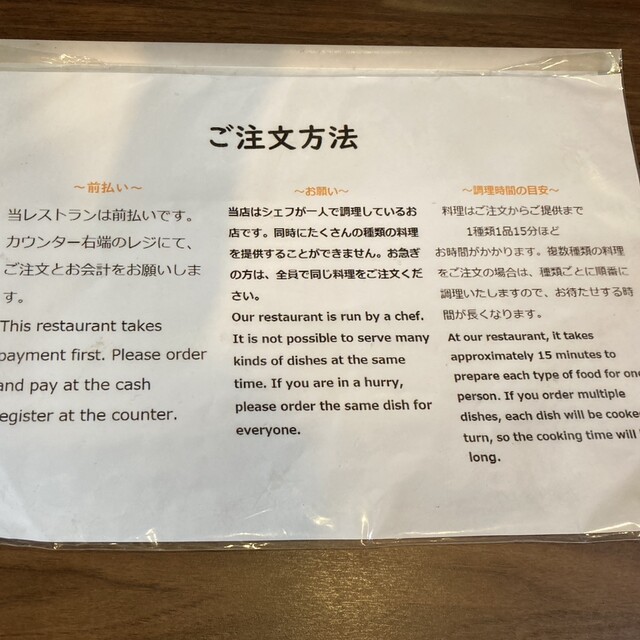 ご注文方法
～前払い～
当レストランは前払いです。
カウンター右端のレジにて、
ご注文とお会計をお願いしま
す。
This restaurant takes
payment first. Please order
and pay at the cash
register at the counter.
～お願い～
当店はシェフが一人で調理しているお
店です。同時にたくさんの種類の料理
を提供することができません。お急ぎ
の方は、全員で同じ料理をご注文くだ
さい。
Our restaurant is run by a chef.
It is not possible to serve many
kinds of dishes at the same
time. If you are in a hurry,
please order the same dish for
everyone.
～調理時間の目安～
料理はご注文からご提供まで
1種類1品15分ほど
お時間がかかります。複数種類の料理
をご注文の場合は、種類ごとに順番に
調理いたしますので、お待たせする時
間が長くなります。
At our restaurant, it takes
approximately 15 minutes to
prepare each type of food for one
person. If you order multiple
dishes, each dish will be cooked
turn, so the cooking time will
long.